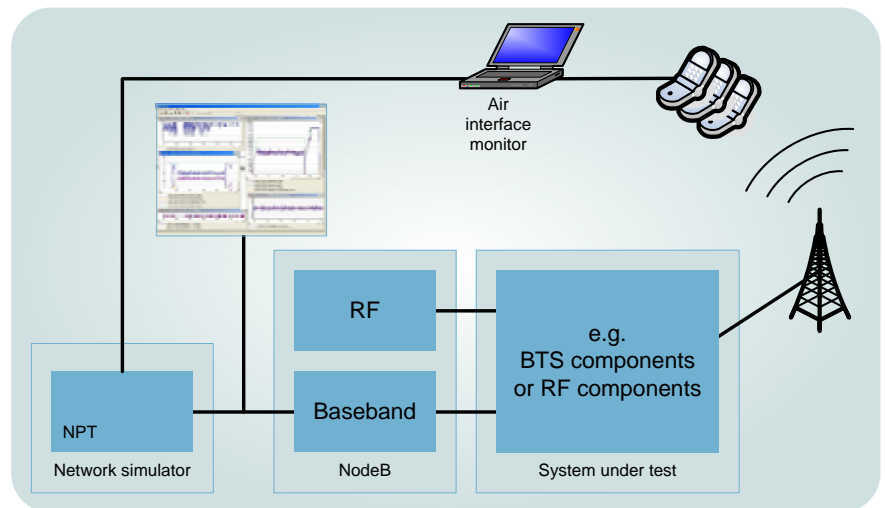 Air
interface
monitor
RF
e.g.
BTS components
or RF components
Baseband
NPT
Network simulator
NodeB
System under test